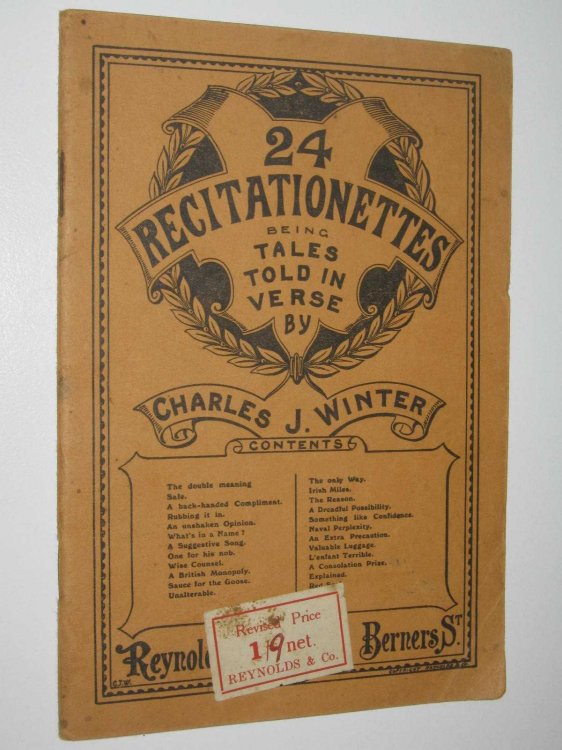 24
RECITATIONETTES
BEING
TALES
TOLD IN
VERSE
BY
CHARLES J. WINTER
CONTENTS
The double meaning
Safe.
A back-handed Compliment.
Rubbing it in.
An unshaken Opinion.
What's in a Name?
A Suggestive Song.
One for his nob.
Wise Counsel.
A British Monopoly.
Sauce for the Goose.
Unalterable.
The only Way.
Irish Miles.
The Reason.
A Dreadful Possibility.
Something like Confidence.
Naval Perplexity.
An Extra Precaution.
Valuable Luggage.
L'enfant Terrible.
A Consolation Prize.
Explained.
Reynol
Berners St.
Revised Price
1/9 net.
REYNOLDS & Co.
C.J.W.